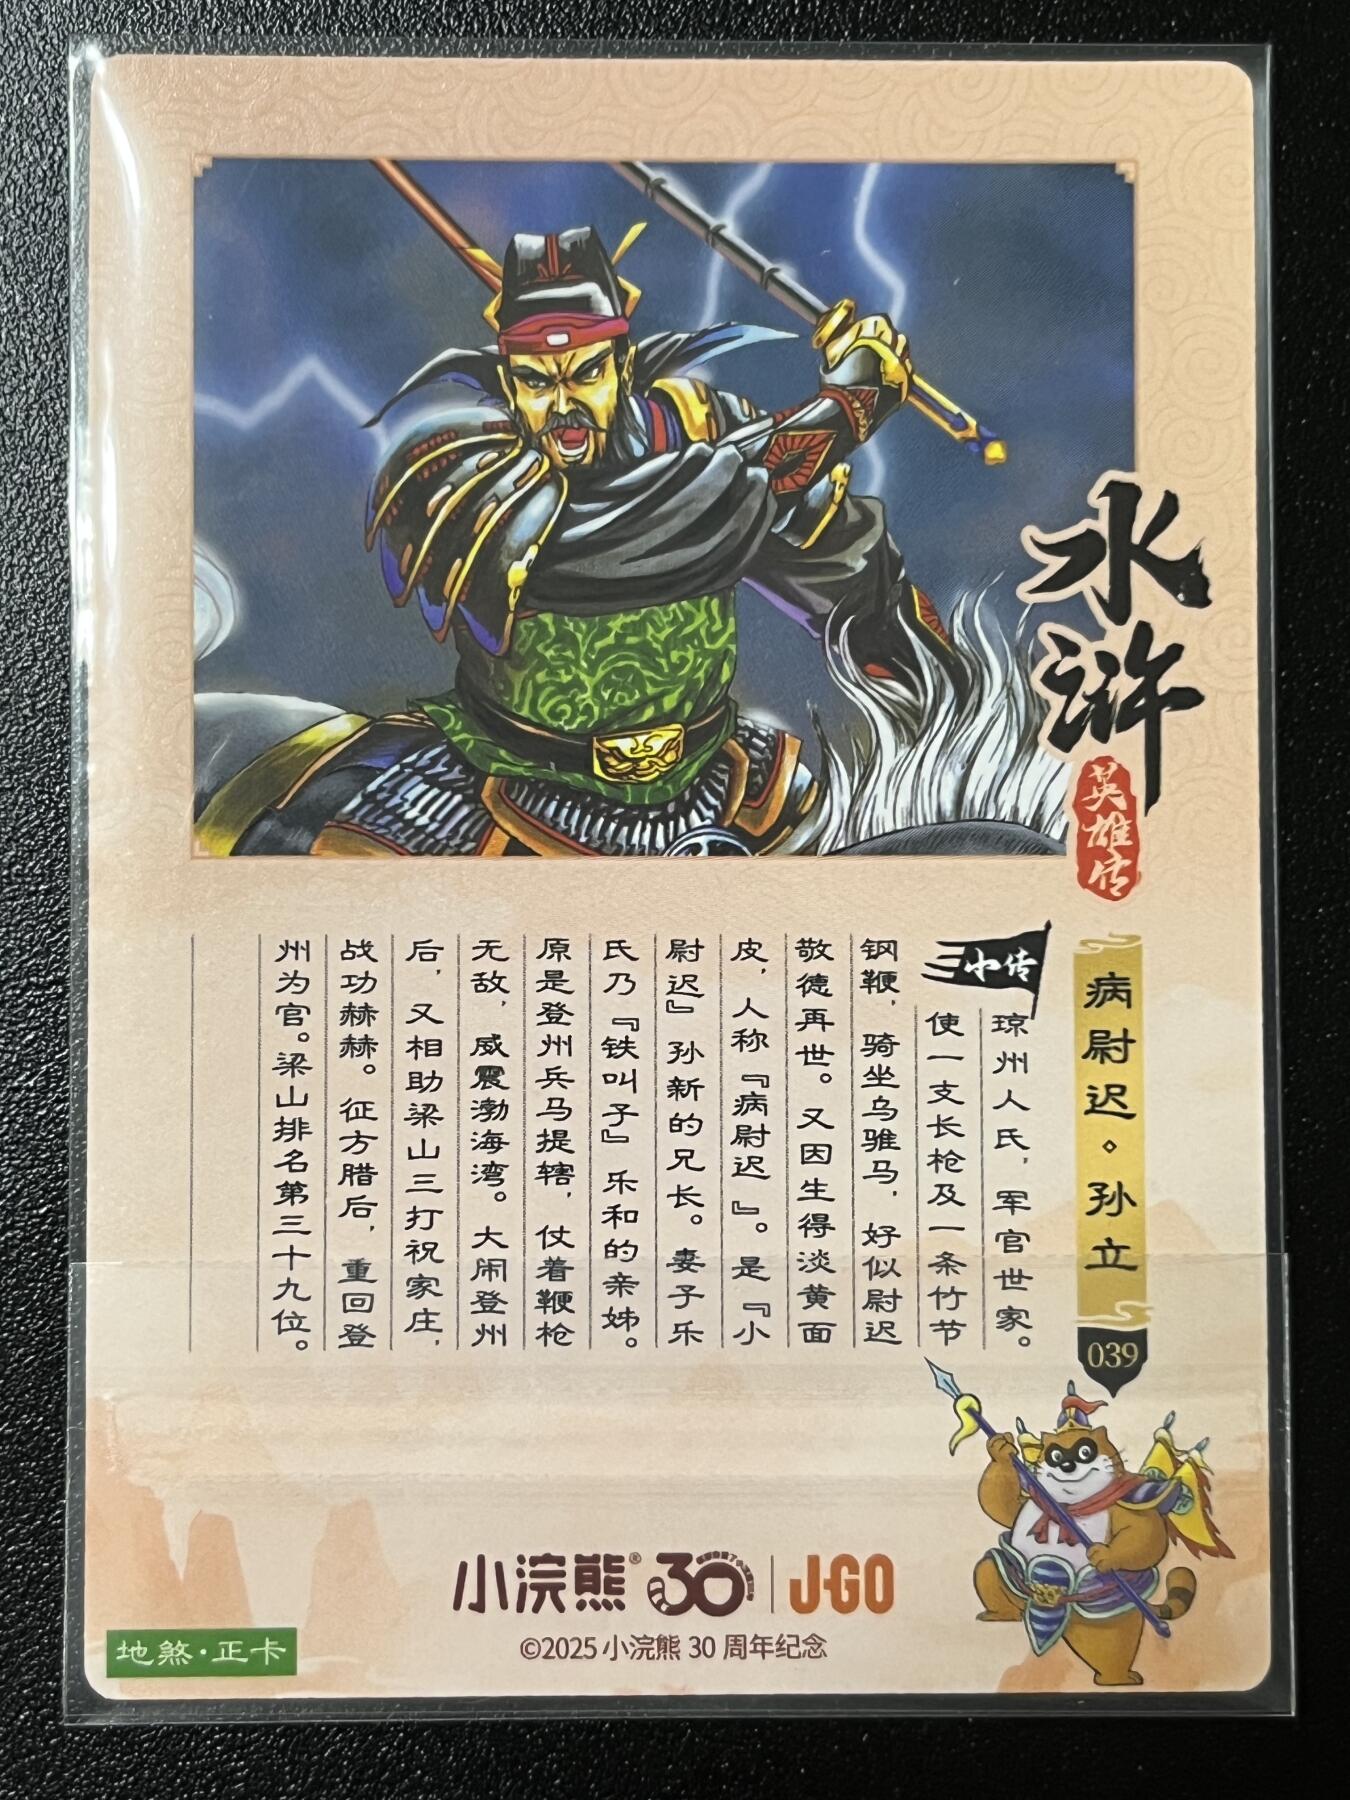 水浒
英雄传
病尉迟·孙立
039
小传
琼州人氏，军官世家。
使一支长枪及一条竹节
钢鞭，骑坐乌骓马，好似尉迟
敬德再世。又因生得淡黄面
皮，人称『病尉迟』。是『小
尉迟』孙新的兄长。妻子乐
氏乃『铁叫子』乐和的亲姊。
原是登州兵马提辖，仗着鞭枪
无敌，威震渤海湾。大闹登州
后，又相助梁山三打祝家庄，
战功赫赫。征方腊后，重回登
州为官。梁山排名第三十九位。
小浣熊® 30 | J-GO
©2025 小浣熊 30 周年纪念
地煞·正卡